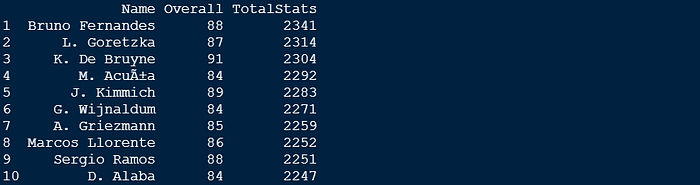 Name Overall TotalStats
1 Bruno Fernandes 88 2341
2 L. Goretzka 87 2314
3 K. De Bruyne 91 2304
4 M. AcuÃ±a 84 2292
5 J. Kimmich 89 2283
6 G. Wijnaldum 84 2271
7 A. Griezmann 85 2259
8 Marcos Llorente 86 2252
9 Sergio Ramos 88 2251
10 D. Alaba 84 2247